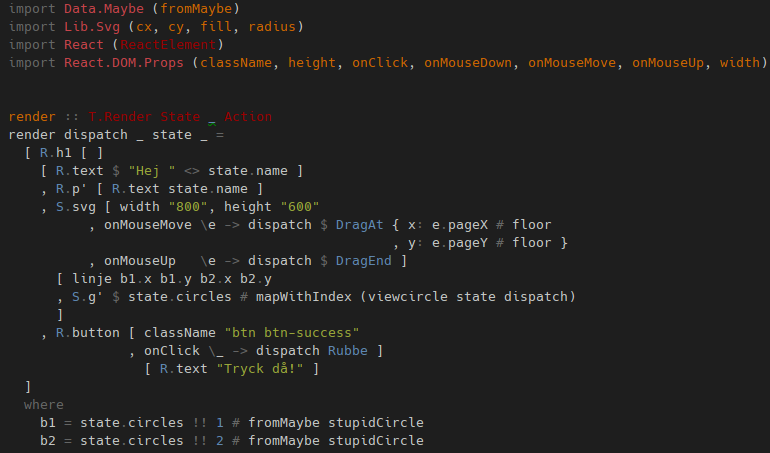 import Data.Maybe (fromMaybe)
import Lib.Svg (cx, cy, fill, radius)
import React (ReactElement)
import React.DOM.Props (className, height, onClick, onMouseDown, onMouseMove, onMouseUp, width)
render :: T.Render State _ Action
render dispatch _ state _ =
  [ R.h1 [ ]
    [ R.text $ "Hej " <> state.name ]
    , R.p' [ R.text state.name ]
    , S.svg [ width "800", height "600"
          , onMouseMove \e -> dispatch $ DragAt { x: e.pageX # floor
                                                , y: e.pageY # floor }
          , onMouseUp   \e -> dispatch $ DragEnd ]
      [ linje b1.x b1.y b2.x b2.y
      , S.g' $ state.circles # mapWithIndex (viewcircle state dispatch)
      ]
    , R.button [ className "btn btn-success"
               , onClick \_ -> dispatch Rubbe ]
                 [ R.text "Tryck då!" ]
  ]
  where
    b1 = state.circles !! 1 # fromMaybe stupidCircle
    b2 = state.circles !! 2 # fromMaybe stupidCircle